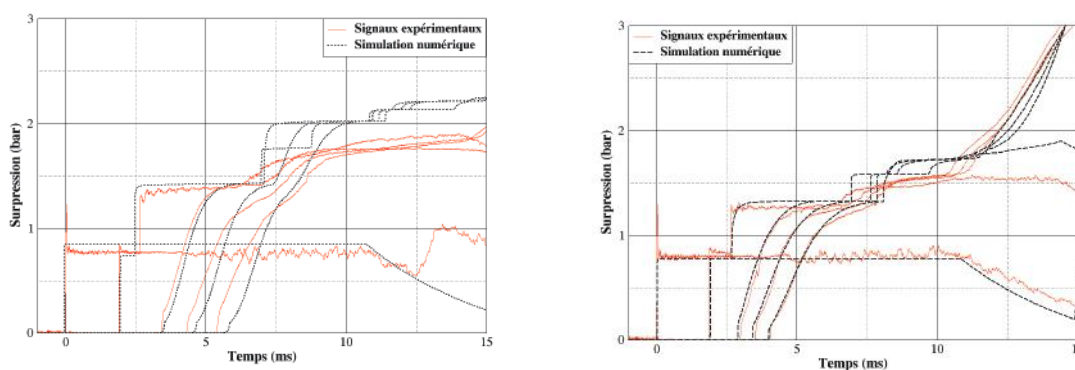 3
2
1
0
Surpression (bar)
Signaux expérimentaux
Simulation numérique
0
5
10
15
Temps (ms)
3
2
1
0
Surpression (bar)
Signaux expérimentaux
Simulation numérique
0
5
10
Temps (ms)